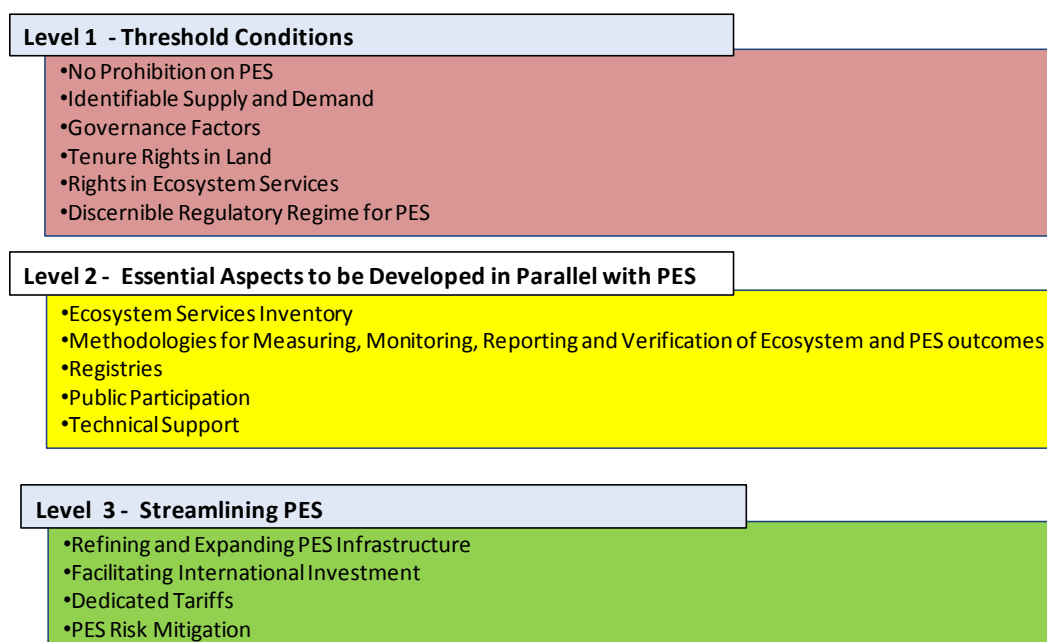 Level 1 - Threshold Conditions
•No Prohibition on PES
•Identifiable Supply and Demand
•Governance Factors
•Tenure Rights in Land
•Rights in Ecosystem Services
•Discernible Regulatory Regime for PES
Level 2 - Essential Aspects to be Developed in Parallel with PES
•Ecosystem Services Inventory
•Methodologies for Measuring, Monitoring, Reporting and Verification of Ecosystem and PES outcomes
•Registries
•Public Participation
•Technical Support
Level 3 - Streamlining PES
•Refining and Expanding PES Infrastructure
•Facilitating International Investment
•Dedicated Tariffs
•PES Risk Mitigation